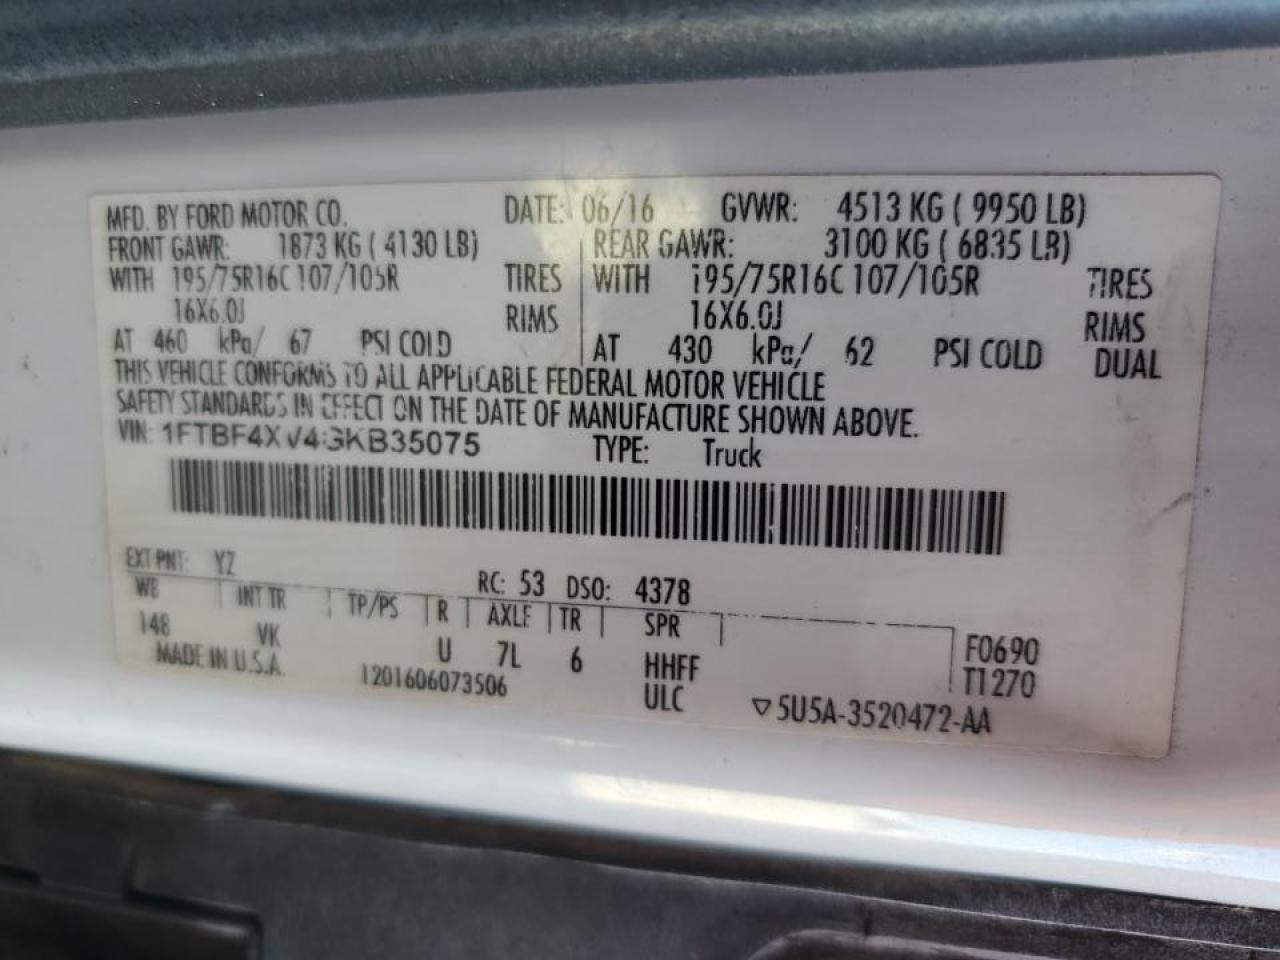 MFD. BY FORD MOTOR CO. DATE: 06/16 GVWR: 4513 KG ( 9950 LB)
FRONT GAWR: 1873 KG ( 4130 LB) REAR GAWR: 3100 KG ( 6835 LB)
WITH 195/75R16C 107/105R TIRES WITH 195/75R16C 107/105R TIRES
16X6.0J RIMS 16X6.0J RIMS
AT 460 kPa/ 67 PSI COLD AT 430 kPa/ 62 PSI COLD DUAL
THIS VEHICLE CONFORMS TO ALL APPLICABLE FEDERAL MOTOR VEHICLE
SAFETY STANDARDS IN EFFECT ON THE DATE OF MANUFACTURE SHOWN ABOVE.
VIN: 1FTBF4XV4GKB35075 TYPE: Truck
EXT PNT: YZ RC: 53 DSO: 4378
WB INT TR TP/PS R AXLE TR SPR
148 VK U 7L 6 HHFF F0690
MADE IN U.S.A. 1201606073506 ULC T1270
▽ 5U5A-3520472-AA